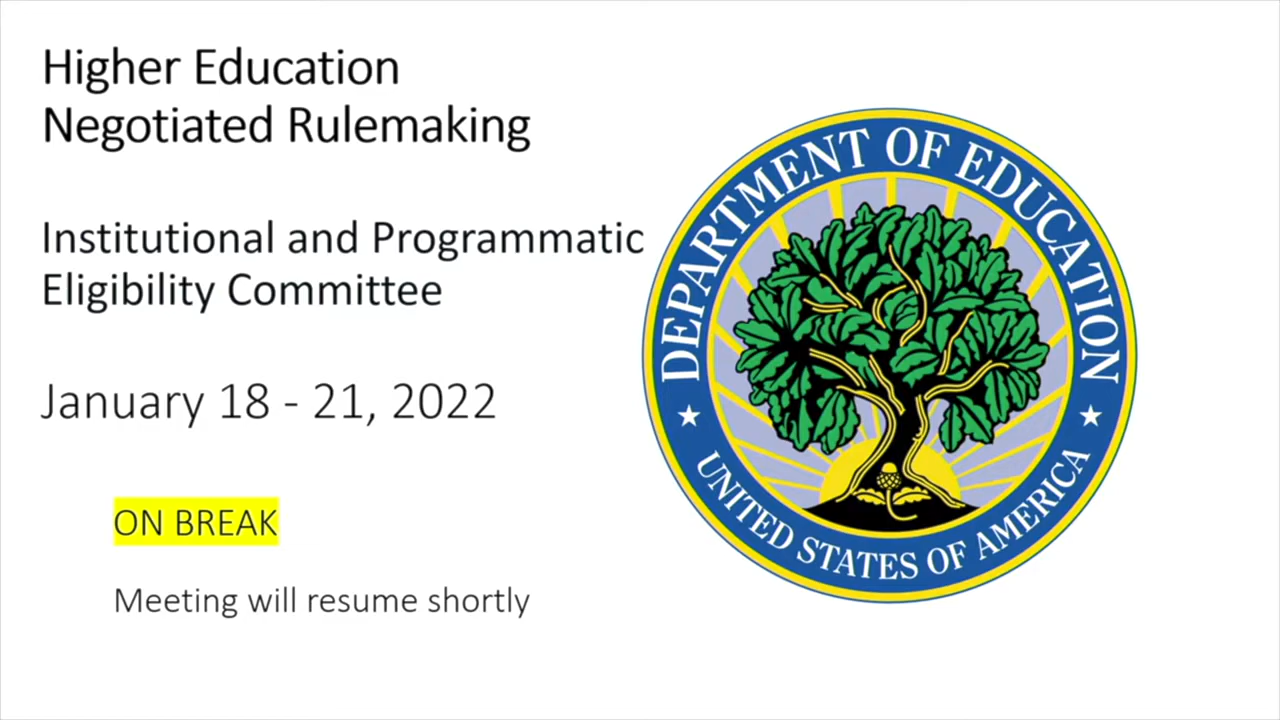 Higher Education
Negotiated Rulemaking
Institutional and Programmatic
Eligibility Committee
January 18 - 21, 2022
ON BREAK
Meeting will resume shortly
DEPARTMENT OF EDUCATION
UNITED STATES OF AMERICA